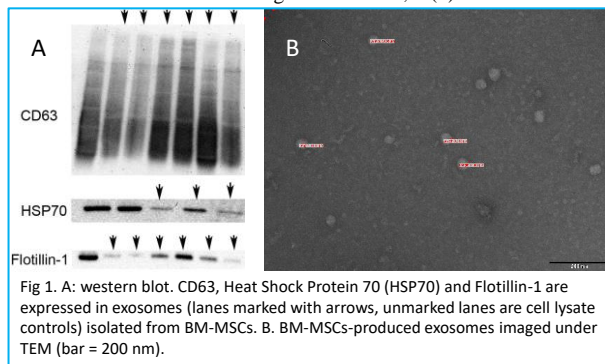 A
B
CD63
HSP70
Flotillin-1
Fig 1. A: western blot. CD63, Heat Shock Protein 70 (HSP70) and Flotillin-1 are
expressed in exosomes (lanes marked with arrows, unmarked lanes are cell lysate
controls) isolated from BM-MSCs. B. BM-MSCs-produced exosomes imaged under
TEM (bar = 200 nm).